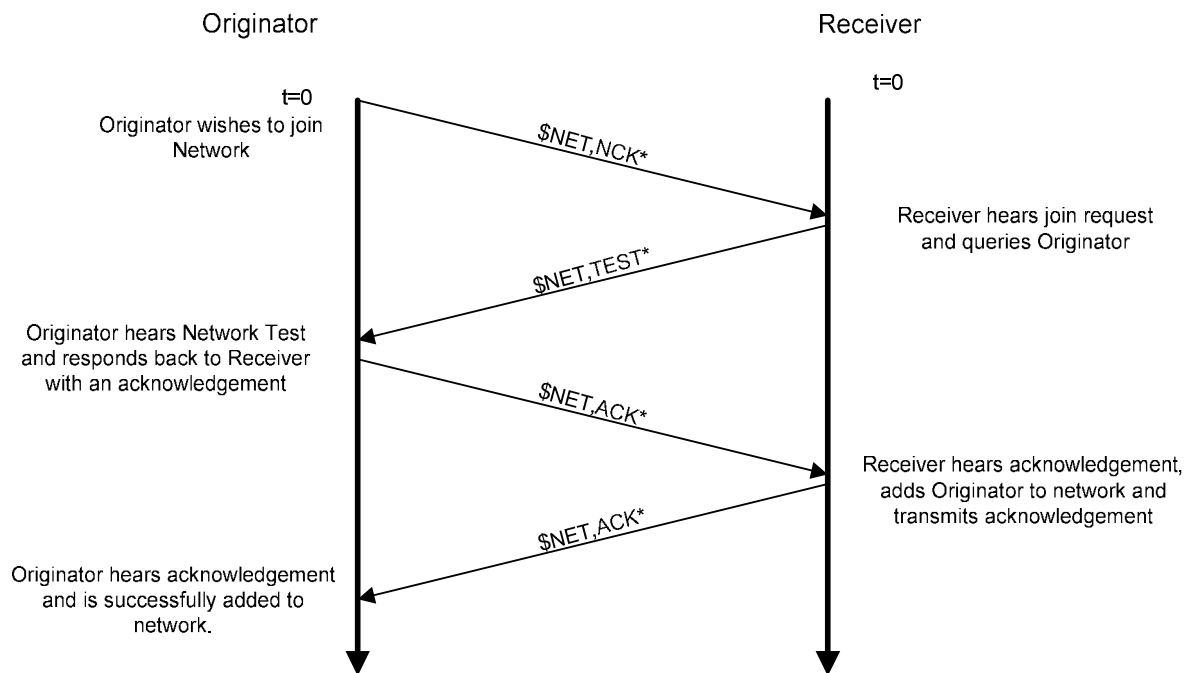 Originator
Receiver
t=0
t=0
Originator wishes to join
Network
$NET,NCK*
Receiver hears join request
and queries Originator
$NET,TEST*
Originator hears Network Test
and responds back to Receiver
with an acknowledgement
$NET,ACK*
Receiver hears acknowledgement,
adds Originator to network and
transmits acknowledgement
$NET,ACK*
Originator hears acknowledgement
and is successfully added to
network.